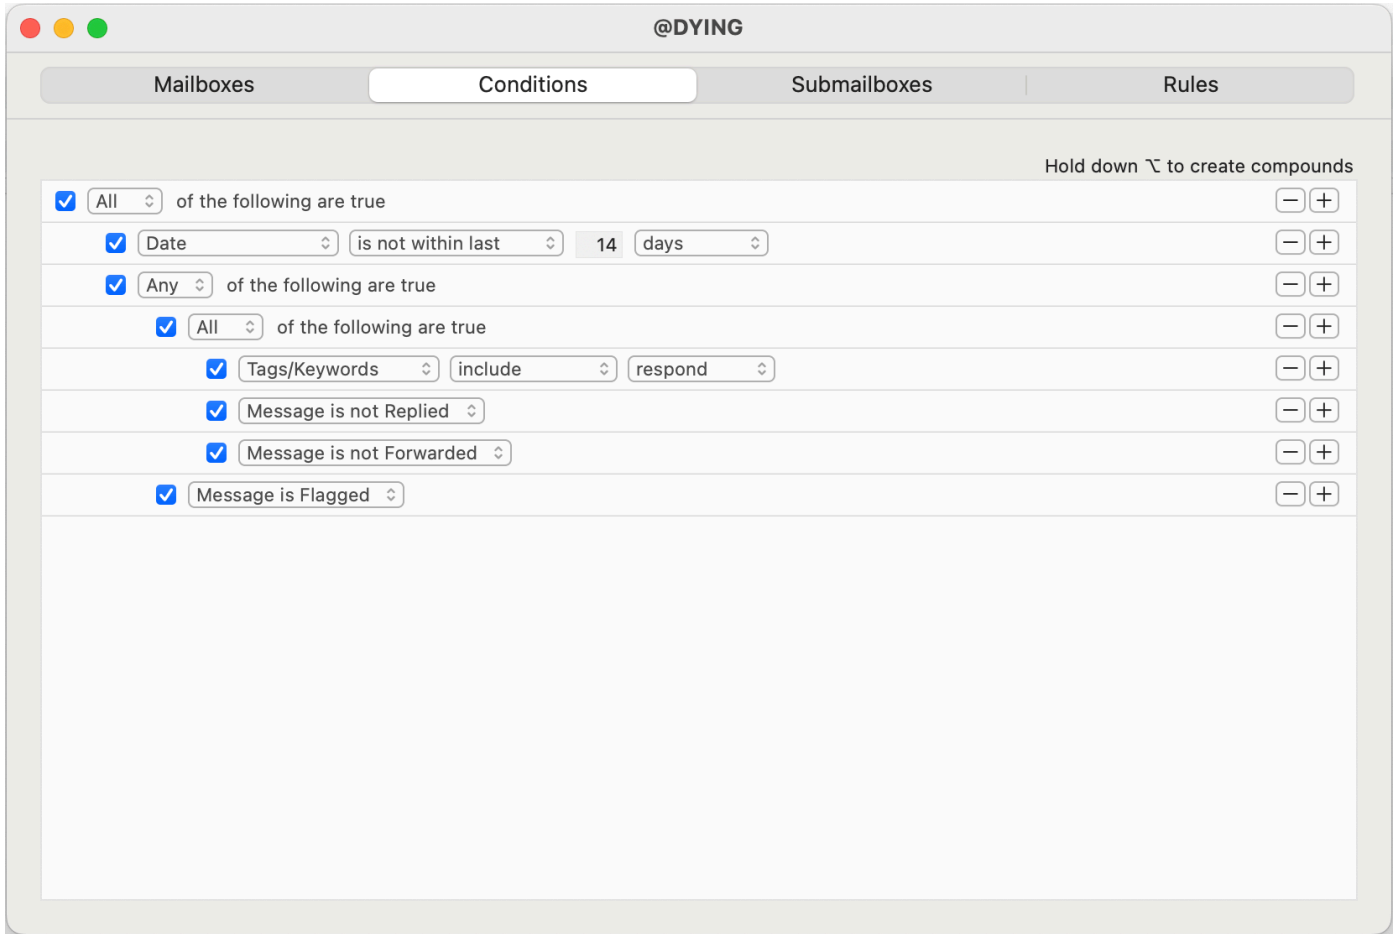 @DYING
Mailboxes Conditions Submailboxes Rules
Hold down ⌥ to create compounds
All of the following are true
Date is not within last 14 days
Any of the following are true
All of the following are true
Tags/Keywords include respond
Message is not Replied
Message is not Forwarded
Message is Flagged